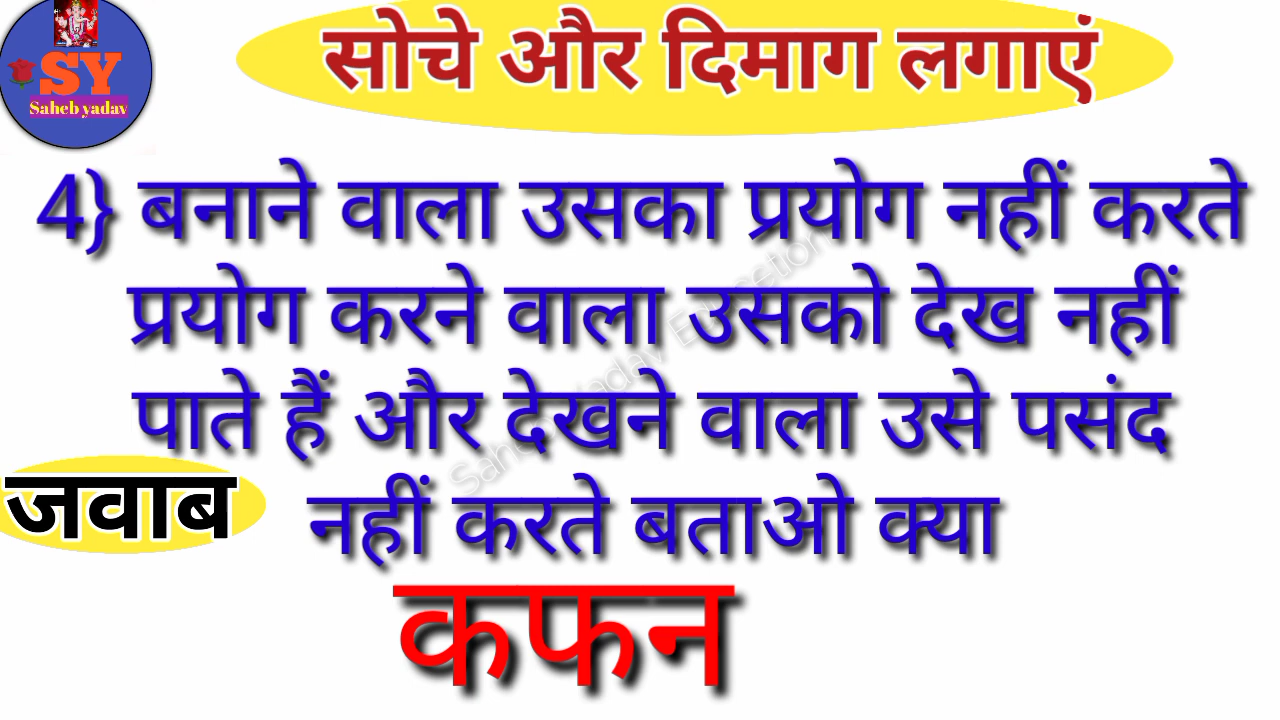 SY
Saheb yadav
सोचे और दिमाग लगाएं
4} बनाने वाला उसका प्रयोग नहीं करते
प्रयोग करने वाला उसको देख नहीं
पाते हैं और देखने वाला उसे पसंद
नहीं करते बताओ क्या
जवाब
कफन